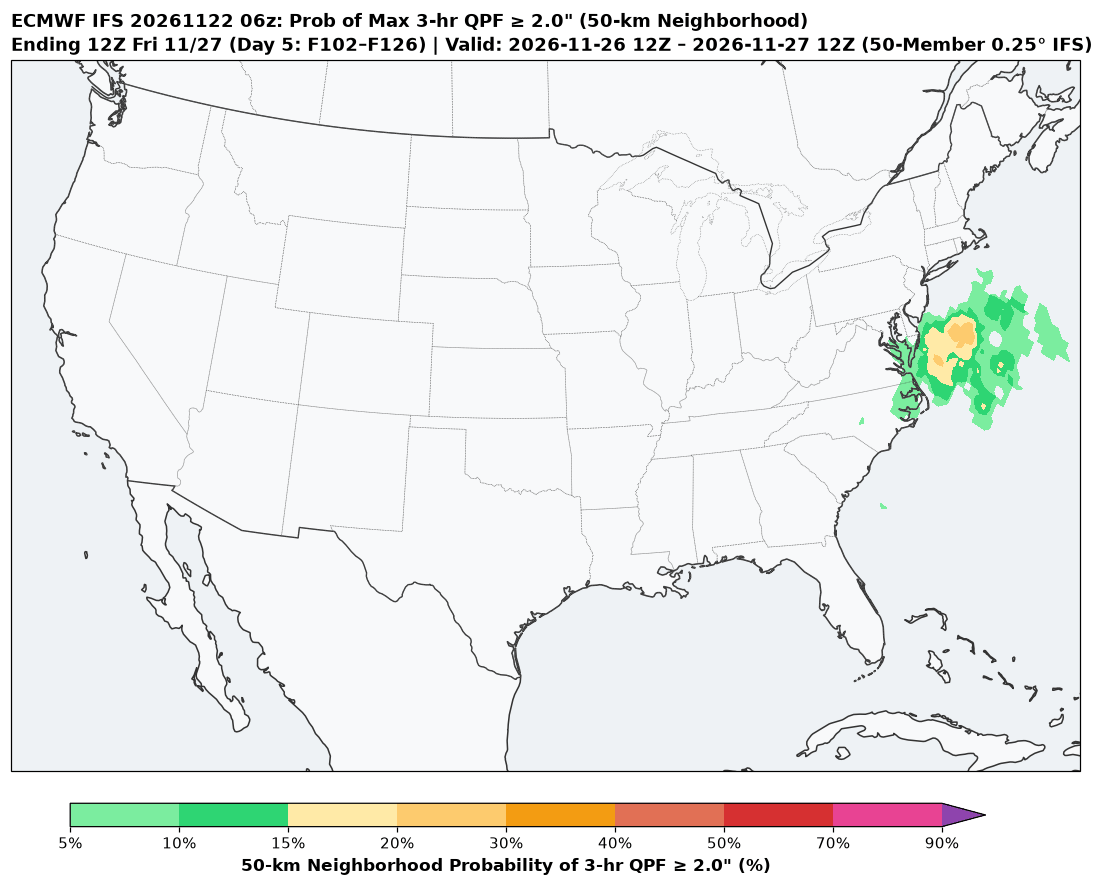 ECMWF IFS 20261122 06z: Prob of Max 3-hr QPF ≥ 2.0" (50-km Neighborhood)
Ending 12Z Fri 11/27 (Day 5: F102–F126) | Valid: 2026-11-26 12Z – 2026-11-27 12Z (50-Member 0.25° IFS)
5% 10% 15% 20% 30% 40% 50% 70% 90%
50-km Neighborhood Probability of 3-hr QPF ≥ 2.0" (%)